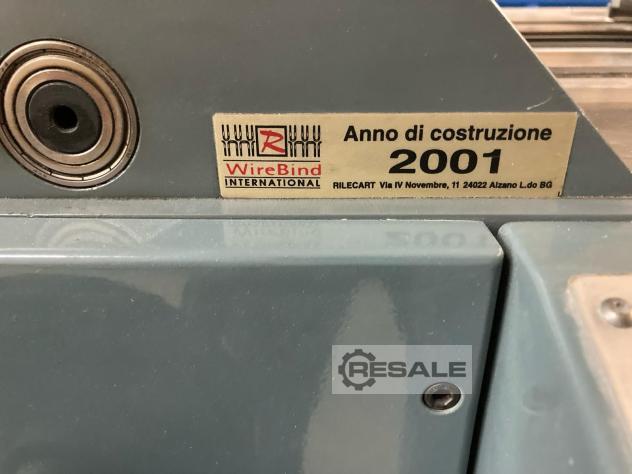 R
WireBind
INTERNATIONAL
Anno di costruzione
2001
RILECART Via IV Novembre, 11 24022 Alzano L.do BG
RESALE